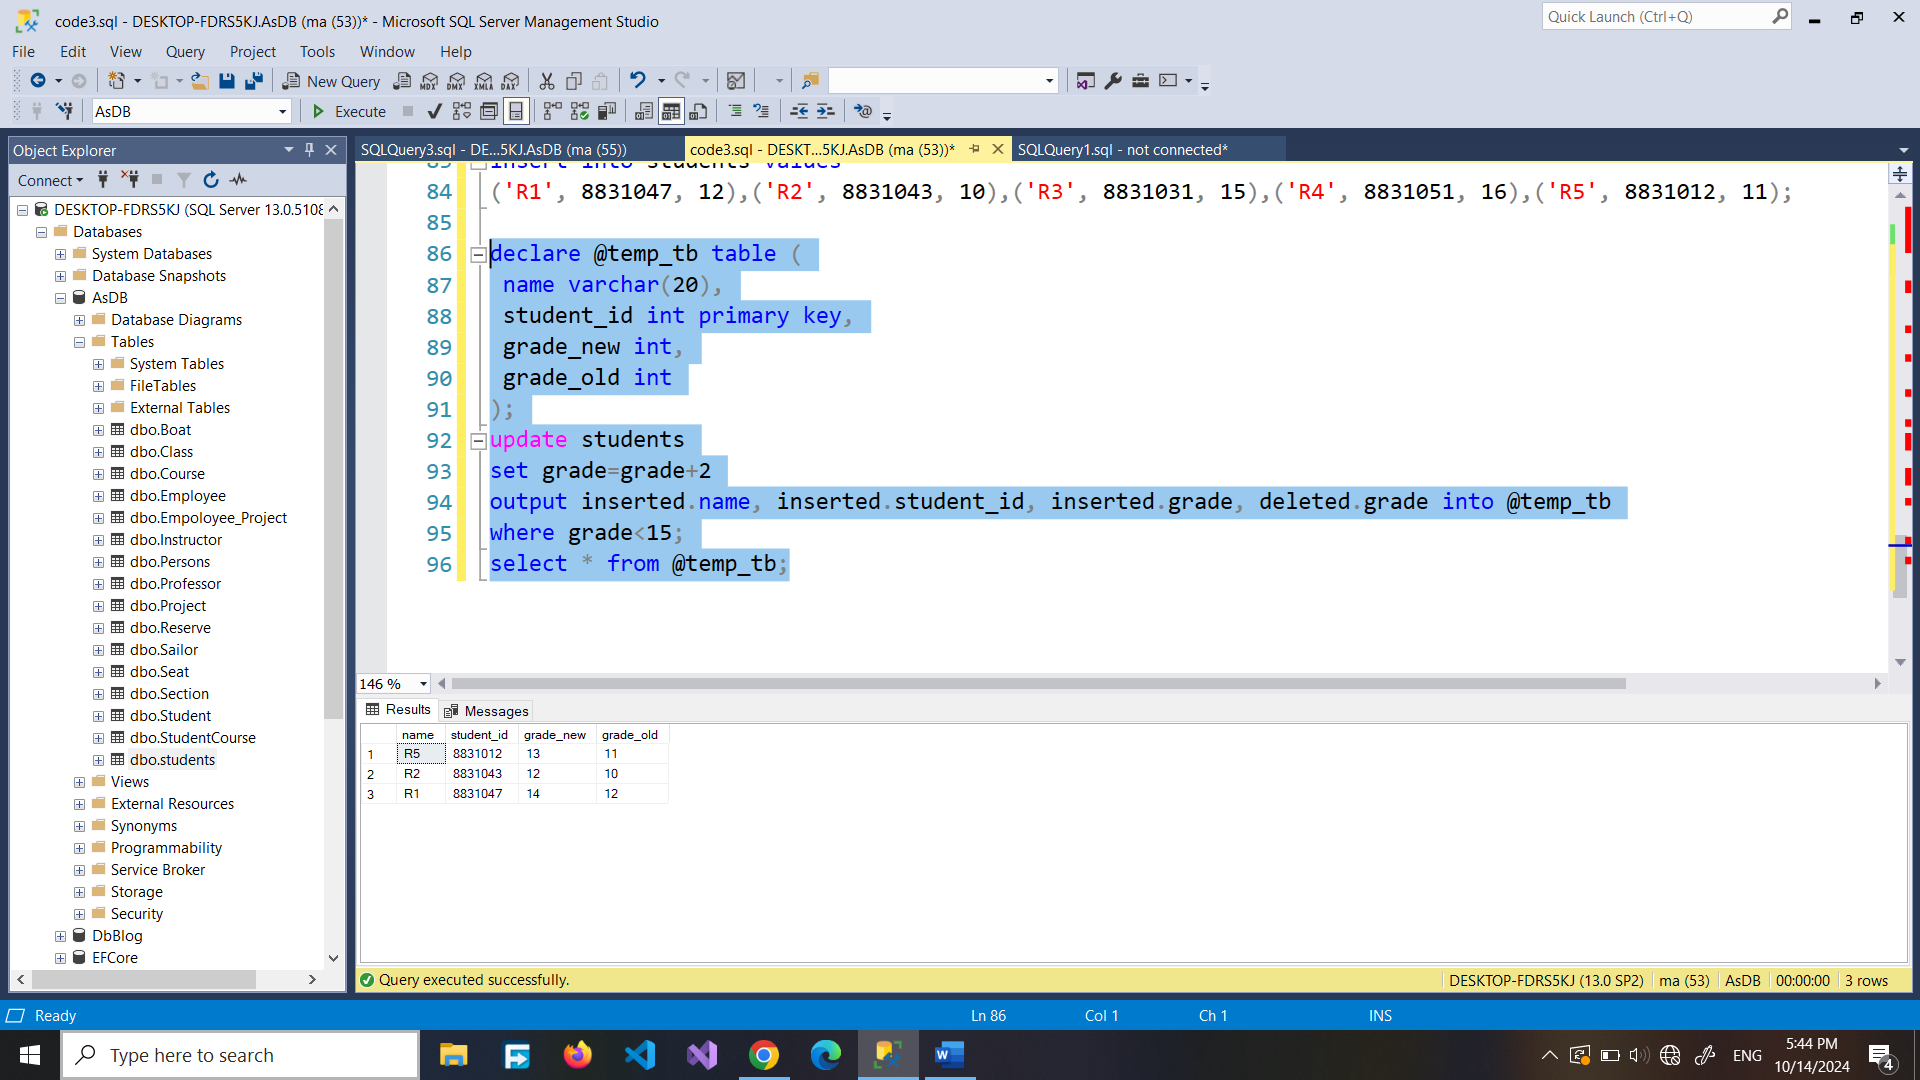 code3.sql - DESKTOP-FDRS5KJ.AsDB (ma (53))* - Microsoft SQL Server Management Studio
Quick Launch (Ctrl+Q)
File Edit View Query Project Tools Window Help
New Query MDX DMX XMLA DAX
AsDB Execute
Object Explorer
Connect
DESKTOP-FDRS5KJ (SQL Server 13.0.5108
Databases
System Databases
Database Snapshots
AsDB
Database Diagrams
Tables
System Tables
FileTables
External Tables
dbo.Boat
dbo.Class
dbo.Course
dbo.Employee
dbo.Empoloyee_Project
dbo.Instructor
dbo.Persons
dbo.Professor
dbo.Project
dbo.Reserve
dbo.Sailor
dbo.Seat
dbo.Section
dbo.Student
dbo.StudentCourse
dbo.students
Views
External Resources
Synonyms
Programmability
Service Broker
Storage
Security
DbBlog
EFCore
SQLQuery3.sql - DE...5KJ.AsDB (ma (55)) code3.sql - DESKT...5KJ.AsDB (ma (53))* SQLQuery1.sql - not connected*
83 insert into students values
84 ('R1', 8831047, 12),('R2', 8831043, 10),('R3', 8831031, 15),('R4', 8831051, 16),('R5', 8831012, 11);
85
86 declare @temp_tb table (
87 name varchar(20),
88 student_id int primary key,
89 grade_new int,
90 grade_old int
91 );
92 update students
93 set grade=grade+2
94 output inserted.name, inserted.student_id, inserted.grade, deleted.grade into @temp_tb
95 where grade<15;
96 select * from @temp_tb;
146 %
Results Messages
name student_id grade_new grade_old
1 R5 8831012 13 11
2 R2 8831043 12 10
3 R1 8831047 14 12
Query executed successfully. DESKTOP-FDRS5KJ (13.0 SP2) ma (53) AsDB 00:00:00 3 rows
Ready Ln 86 Col 1 Ch 1 INS
Type here to search
ENG
5:44 PM
10/14/2024
4